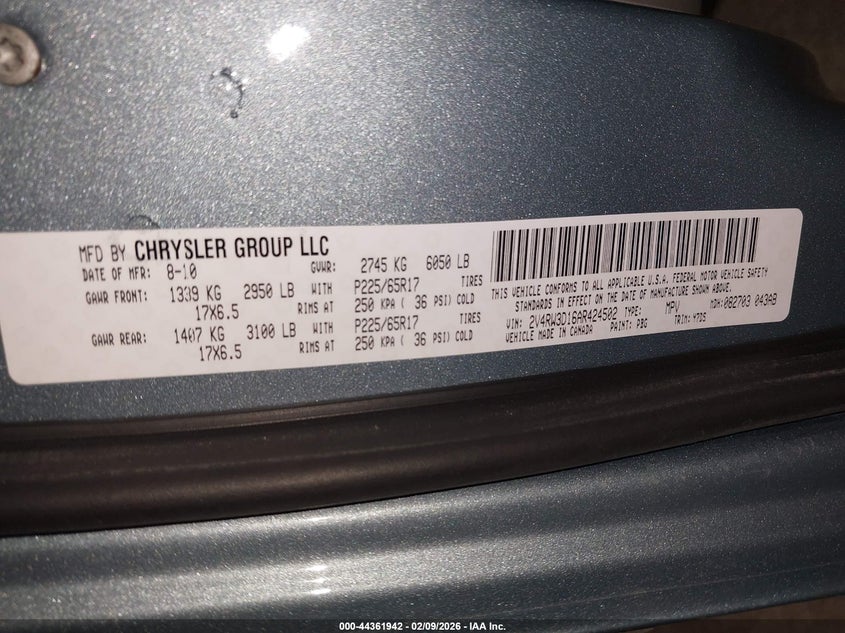 MFD BY CHRYSLER GROUP LLC
DATE OF MFR: 8-10 GVWR: 2745 KG 6050 LB
GAWR FRONT: 1339 KG 2950 LB WITH P225/65R17 TIRES
17X6.5 RIMS AT 250 KPA ( 36 PSI) COLD
GAWR REAR: 1407 KG 3100 LB WITH P225/65R17 TIRES
17X6.5 RIMS AT 250 KPA ( 36 PSI) COLD
THIS VEHICLE CONFORMS TO ALL APPLICABLE U.S.A. FEDERAL MOTOR VEHICLE SAFETY
STANDARDS IN EFFECT ON THE DATE OF MANUFACTURE SHOWN ABOVE.
VIN: 2V4RW3D16AR424502 TYPE: MPV MDH: 082703 043AB
VEHICLE MADE IN CANADA PAINT: PBG TRIM: Y7DS
000-44361942 - 02/09/2026 - IAA Inc.